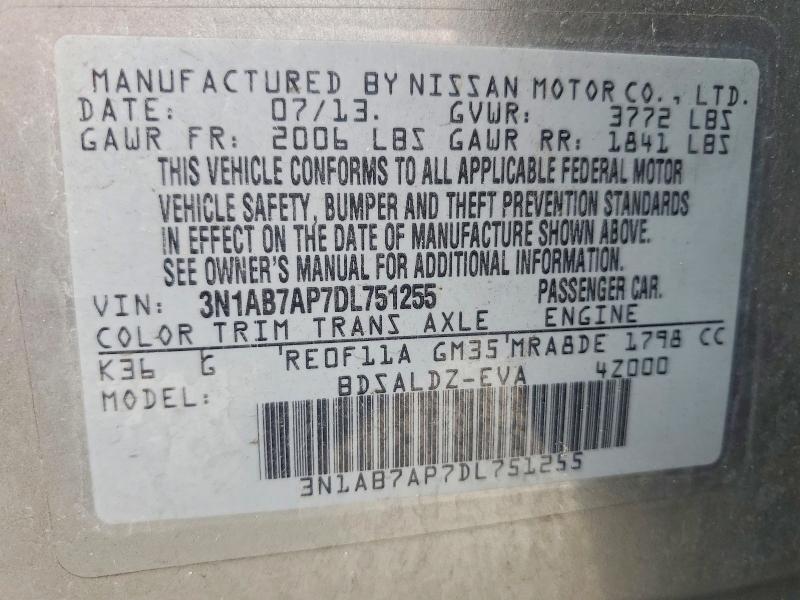 MANUFACTURED BY NISSAN MOTOR CO., LTD.
DATE: 07/13. GVWR: 3772 LBS
GAWR FR: 2006 LBS GAWR RR: 1841 LBS
THIS VEHICLE CONFORMS TO ALL APPLICABLE FEDERAL MOTOR
VEHICLE SAFETY, BUMPER AND THEFT PREVENTION STANDARDS
IN EFFECT ON THE DATE OF MANUFACTURE SHOWN ABOVE.
SEE OWNER'S MANUAL FOR ADDITIONAL INFORMATION.
VIN: 3N1AB7AP7DL751255 PASSENGER CAR.
COLOR TRIM TRANS AXLE ENGINE
K36 G RE0F11A GM35 MRA8DE 1798 CC
MODEL: BDSALDZ-EVA 4Z000
3N1AB7AP7DL751255